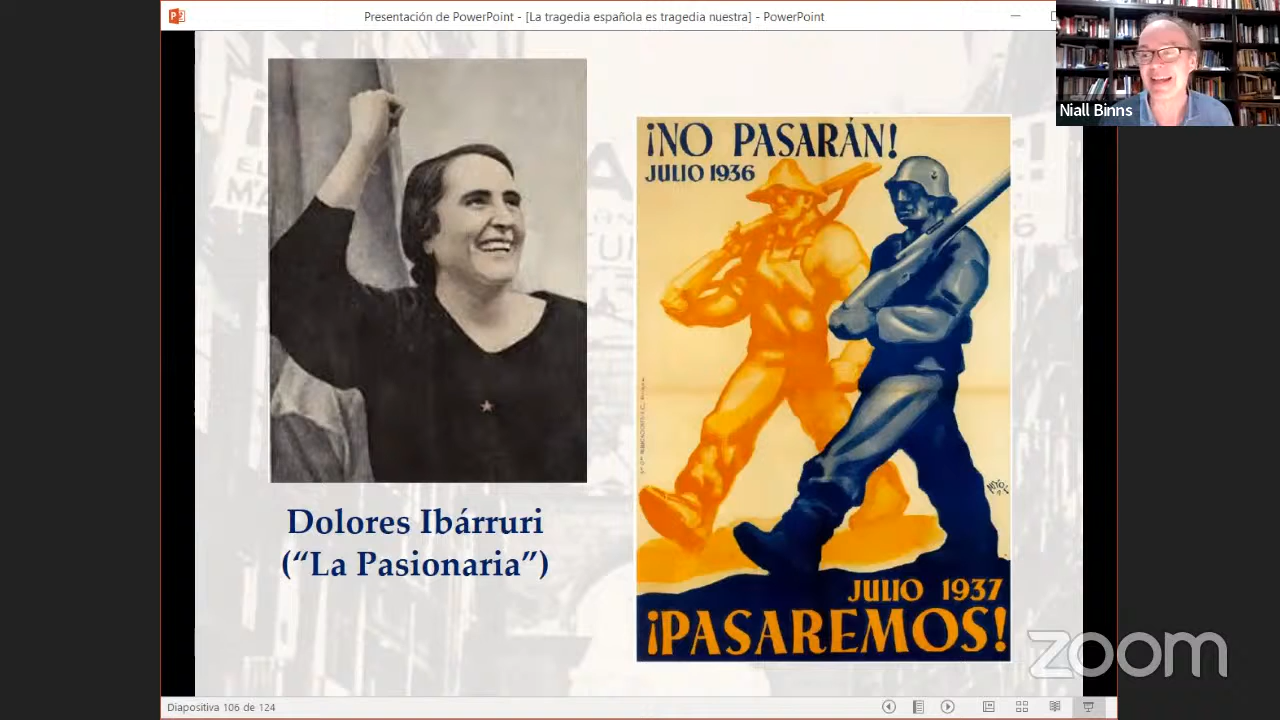 Presentación de PowerPoint - [La tragedia española es tragedia nuestra] - PowerPoint
Niall Binns
¡NO PASARÁN!
JULIO 1936
JULIO 1937
¡PASAREMOS!
Dolores Ibárruri
(“La Pasionaria”)
zoom
Diapositiva 106 de 124